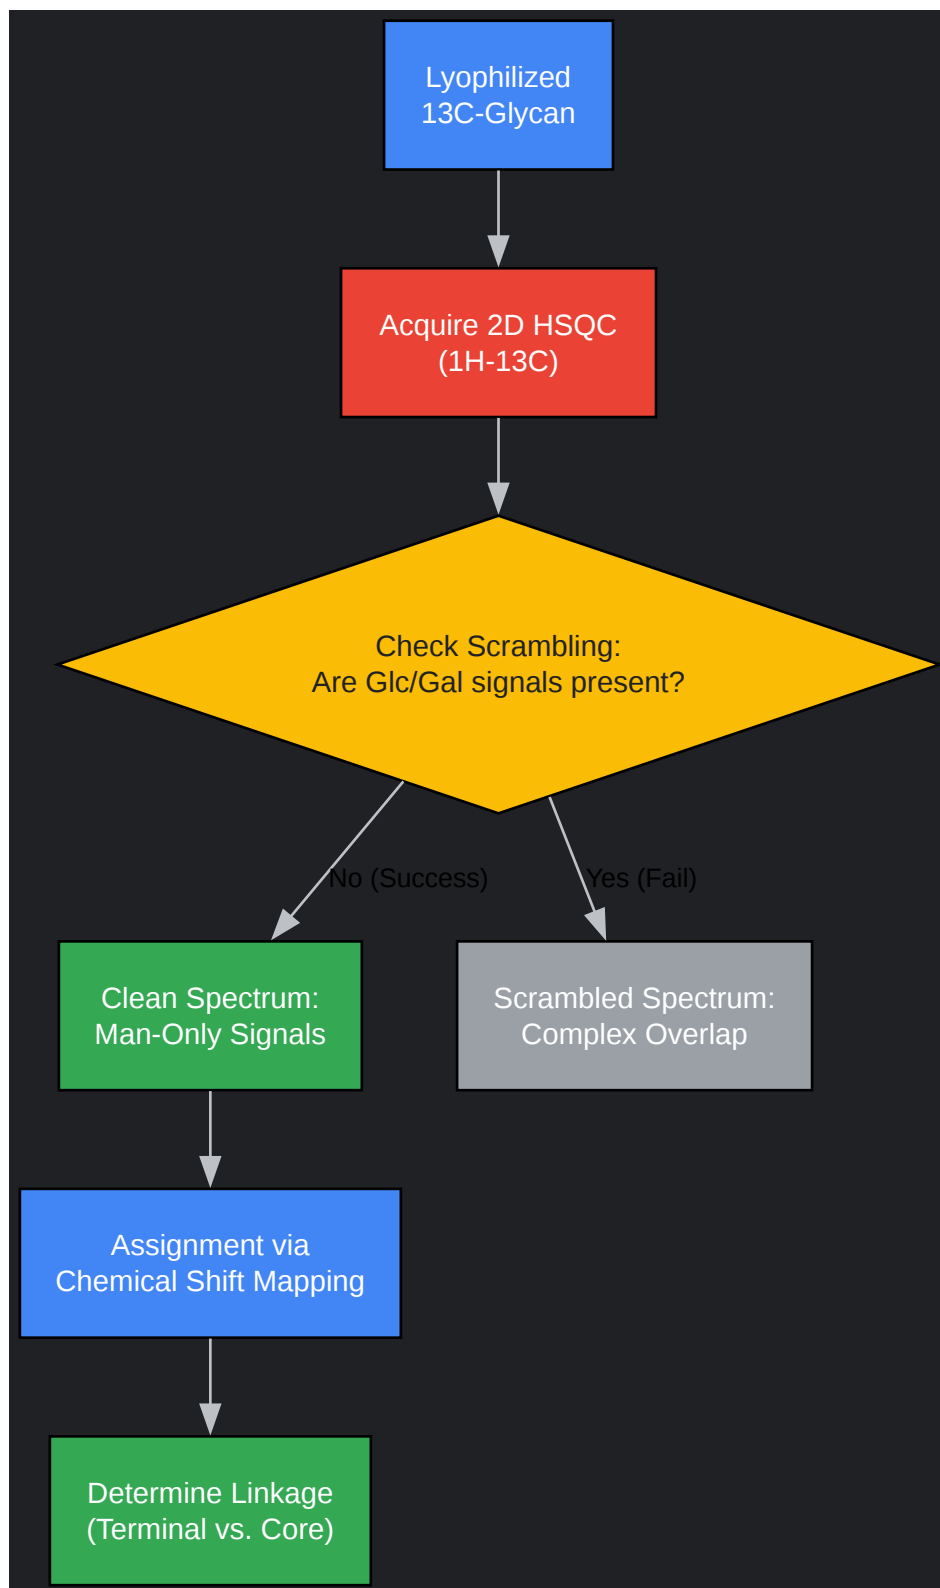 Lyophilized
13C-Glycan
Acquire 2D HSQC
(1H-13C)
Check Scrambling:
Are Glc/Gal signals present?
No (Success)
Yes (Fail)
Clean Spectrum:
Man-Only Signals
Scrambled Spectrum:
Complex Overlap
Assignment via
Chemical Shift Mapping
Determine Linkage
(Terminal vs. Core)